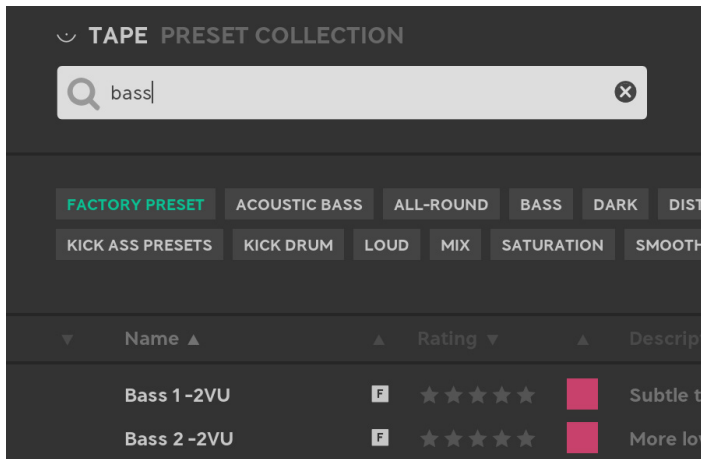 TAPE PRESET COLLECTION
bass
FACTORY PRESET ACOUSTIC BASS ALL-ROUND BASS DARK
KICK ASS PRESETS KICK DRUM LOUD MIX SATURATION SMOOTH
Name Rating
Bass 1 -2VU F Subtle
Bass 2 -2VU F More